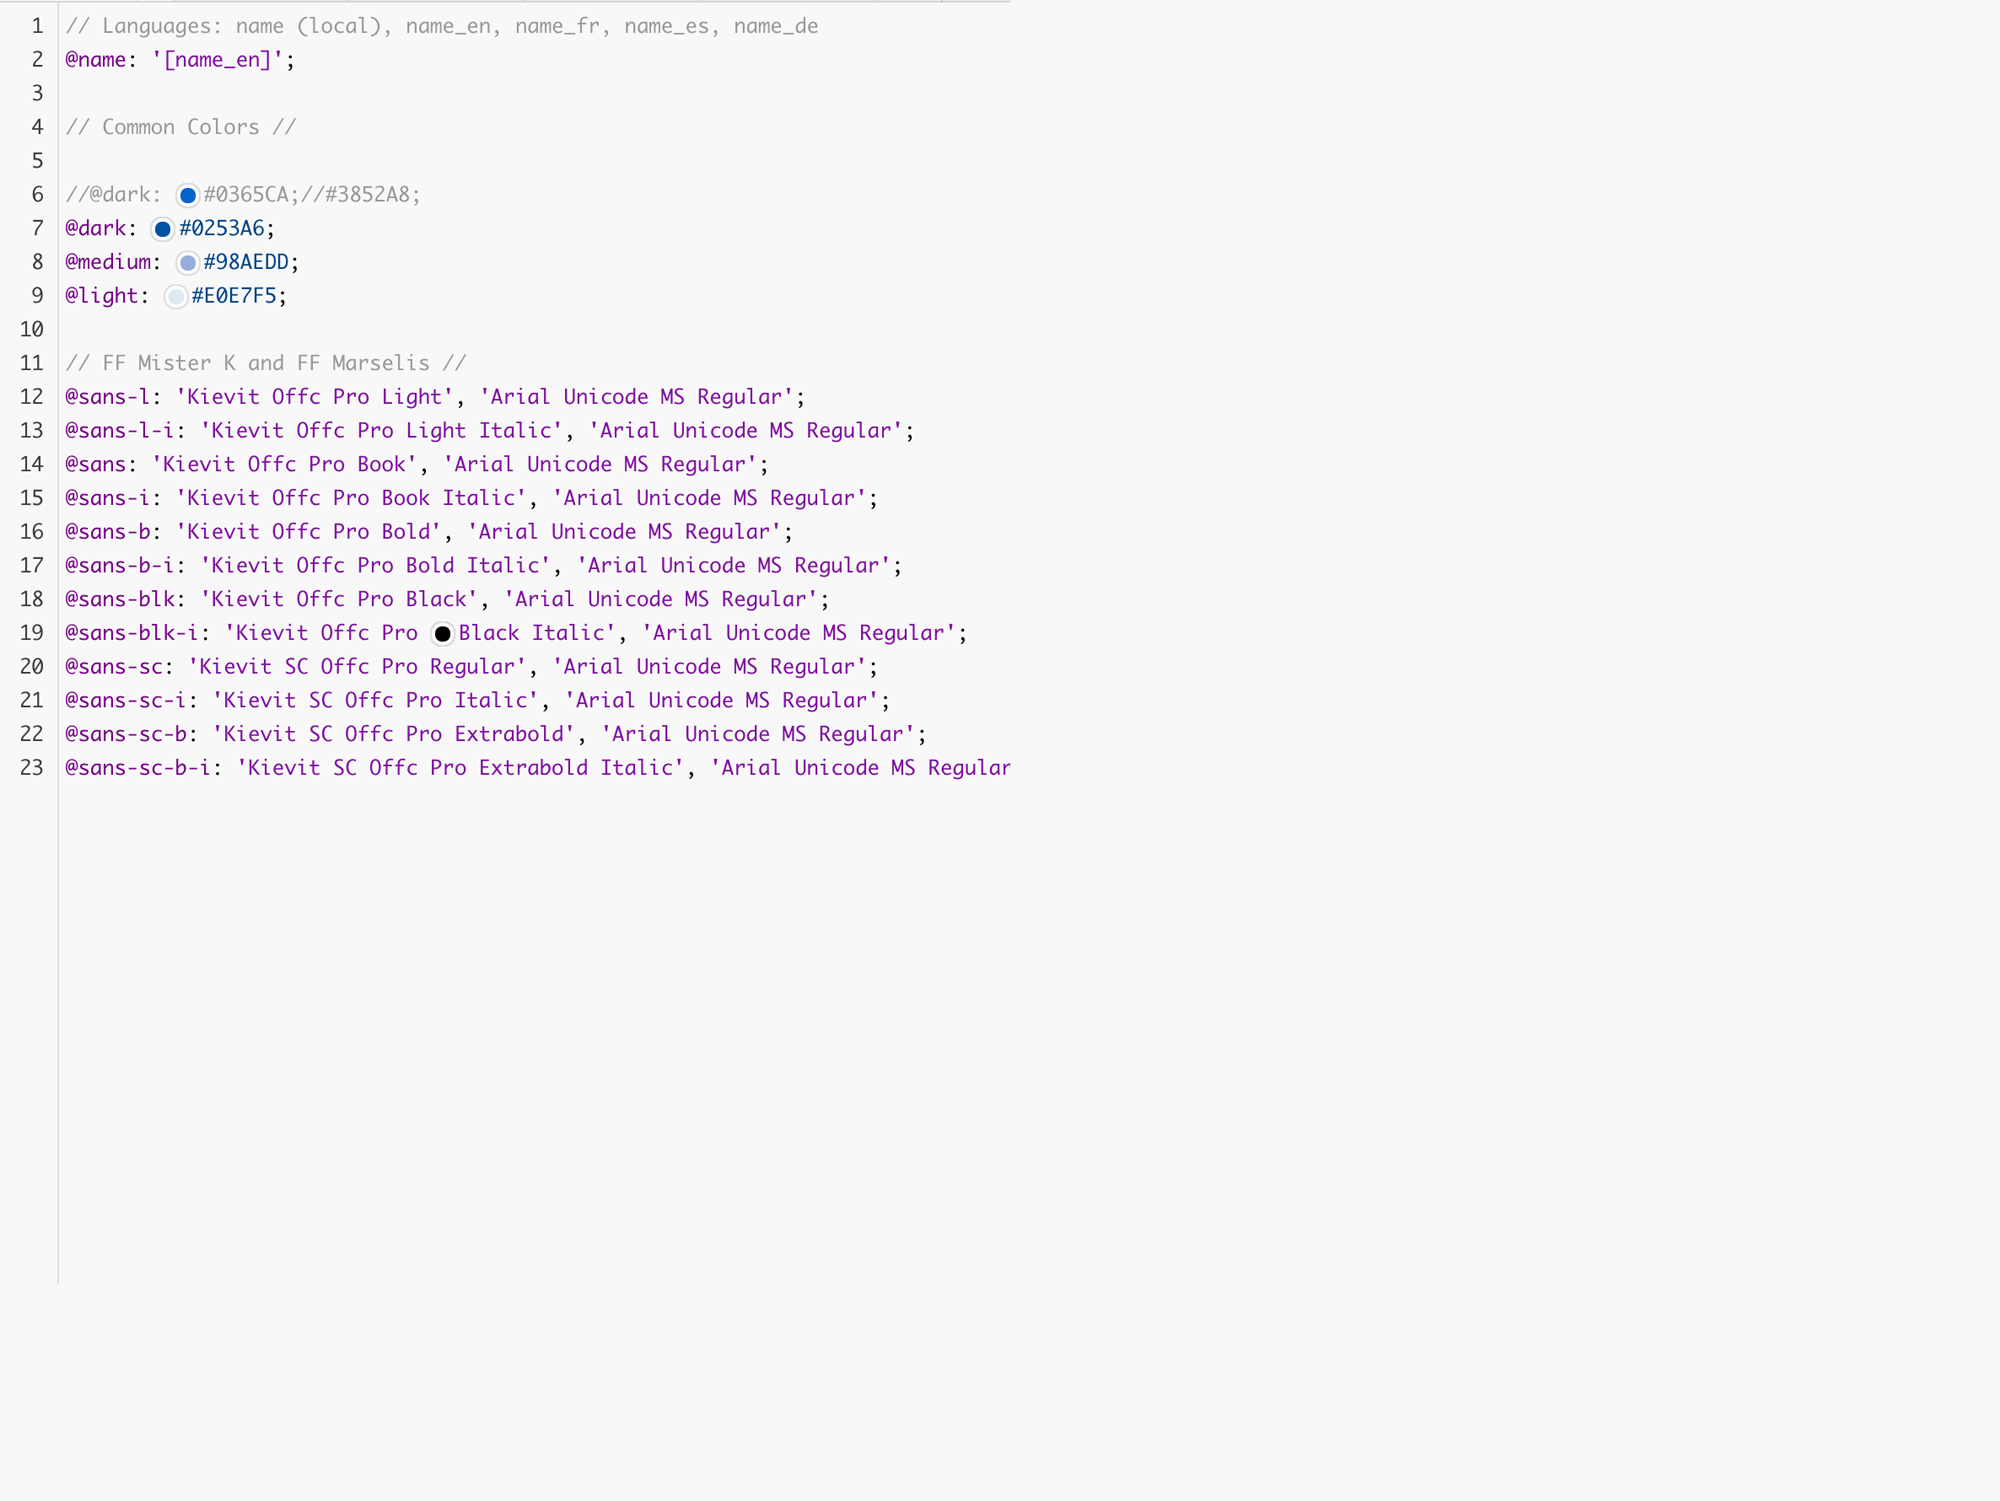 1 // Languages: name (local), name_en, name_fr, name_es, name_de
2 @name: '[name_en]';
3
4 // Common Colors //
5
6 //@dark: #0365CA;//#3852A8;
7 @dark: #0253A6;
8 @medium: #98AEDD;
9 @light: #E0E7F5;
10
11 // FF Mister K and FF Marselis //
12 @sans-l: 'Kievit Offc Pro Light', 'Arial Unicode MS Regular';
13 @sans-l-i: 'Kievit Offc Pro Light Italic', 'Arial Unicode MS Regular';
14 @sans: 'Kievit Offc Pro Book', 'Arial Unicode MS Regular';
15 @sans-i: 'Kievit Offc Pro Book Italic', 'Arial Unicode MS Regular';
16 @sans-b: 'Kievit Offc Pro Bold', 'Arial Unicode MS Regular';
17 @sans-b-i: 'Kievit Offc Pro Bold Italic', 'Arial Unicode MS Regular';
18 @sans-blk: 'Kievit Offc Pro Black', 'Arial Unicode MS Regular';
19 @sans-blk-i: 'Kievit Offc Pro Black Italic', 'Arial Unicode MS Regular';
20 @sans-sc: 'Kievit SC Offc Pro Regular', 'Arial Unicode MS Regular';
21 @sans-sc-i: 'Kievit SC Offc Pro Italic', 'Arial Unicode MS Regular';
22 @sans-sc-b: 'Kievit SC Offc Pro Extrabold', 'Arial Unicode MS Regular';
23 @sans-sc-b-i: 'Kievit SC Offc Pro Extrabold Italic', 'Arial Unicode MS Regular